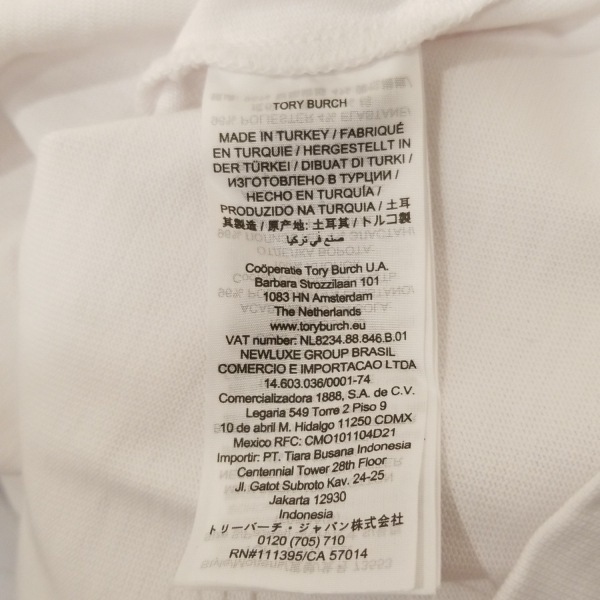 TORY BURCH
MADE IN TURKEY / FABRIQUÉ
EN TURQUIE / HERGESTELLT IN
DER TÜRKEI / DIBUAT DI TURKI /
ИЗГОТОВЛЕНО В ТУРЦИИ /
HECHO EN TURQUÍA /
PRODUZIDO NA TURQUIA / 土耳
其製造 / 原产地: 土耳其 / トルコ製
صنع في تركيا
Coöperatie Tory Burch U.A.
Barbara Strozzilaan 101
1083 HN Amsterdam
The Netherlands
www.toryburch.eu
VAT number: NL8234.88.846.B.01
NEWLUXE GROUP BRASIL
COMERCIO E IMPORTACAO LTDA
14.603.036/0001-74
Comercializadora 1888, S.A. de C.V.
Legaria 549 Torre 2 Piso 9
10 de abril M. Hidalgo 11250 CDMX
Mexico RFC: CMO101104D21
Importir: PT. Tiara Busana Indonesia
Centennial Tower 28th Floor
Jl. Gatot Subroto Kav. 24-25
Jakarta 12930
Indonesia
トリーバーチ・ジャパン株式会社
0120 (705) 710
RN#111395/CA 57014